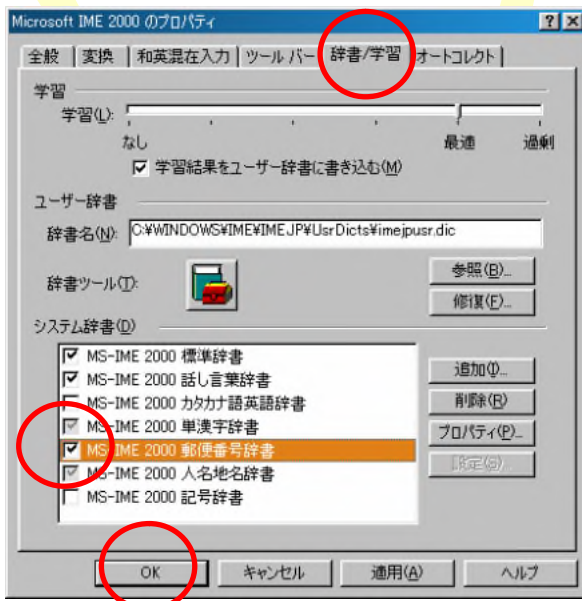 Microsoft IME 2000 のプロパティ
全般 変換 和英混在入力 ツール バー 辞書/学習 オートコレクト
学習
学習(L):
なし 最適 過剰
学習結果をユーザー辞書に書き込む(M)
ユーザー辞書
辞書名(N): C:¥WINDOWS¥IME¥IMEJP¥UsrDicts¥imejpusr.dic
辞書ツール(T): 参照(B)...
修復(E)...
システム辞書(D)
MS-IME 2000 標準辞書
MS-IME 2000 話し言葉辞書
MS-IME 2000 カタカナ語英語辞書
MS-IME 2000 単漢字辞書
MS-IME 2000 郵便番号辞書
MS-IME 2000 人名地名辞書
MS-IME 2000 記号辞書
追加(I)...
削除(R)
プロパティ(P)...
設定(S)...
OK キャンセル 適用(A) ヘルプ